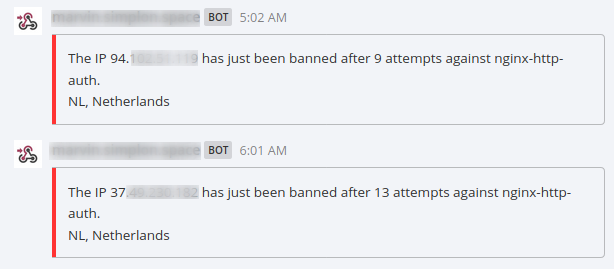 BOT 5:02 AM
The IP 94. has just been banned after 9 attempts against nginx-http-
auth.
NL, Netherlands
BOT 6:01 AM
The IP 37. has just been banned after 13 attempts against nginx-http-
auth.
NL, Netherlands